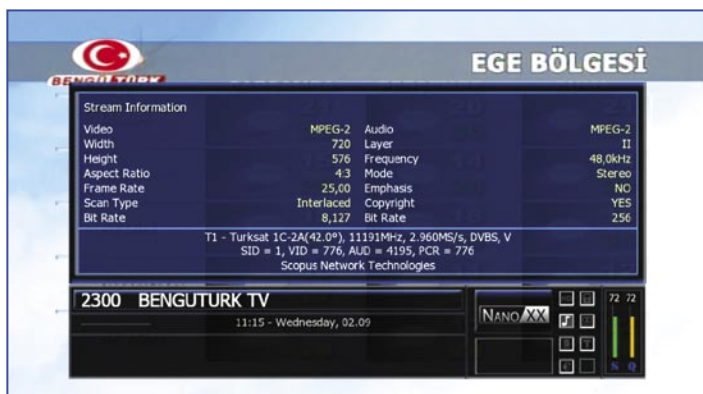 EGE BÖLGESİ
BENGÜTÜRK
Stream Information
Video MPEG-2 Audio MPEG-2
Width 720 Layer II
Height 576 Frequency 48,0kHz
Aspect Ratio 4:3 Mode Stereo
Frame Rate 25,00 Emphasis NO
Scan Type Interlaced Copyright YES
Bit Rate 8,127 Bit Rate 256
T1 - Turksat 1C-2A(42.0º), 11191MHz, 2.960MS/s, DVBS, V
SID = 1, VID = 776, AUD = 4195, PCR = 776
Scopus Network Technologies
2300 BENGUTURK TV
11:15 - Wednesday, 02.09
NANO XX
72 72
S Q